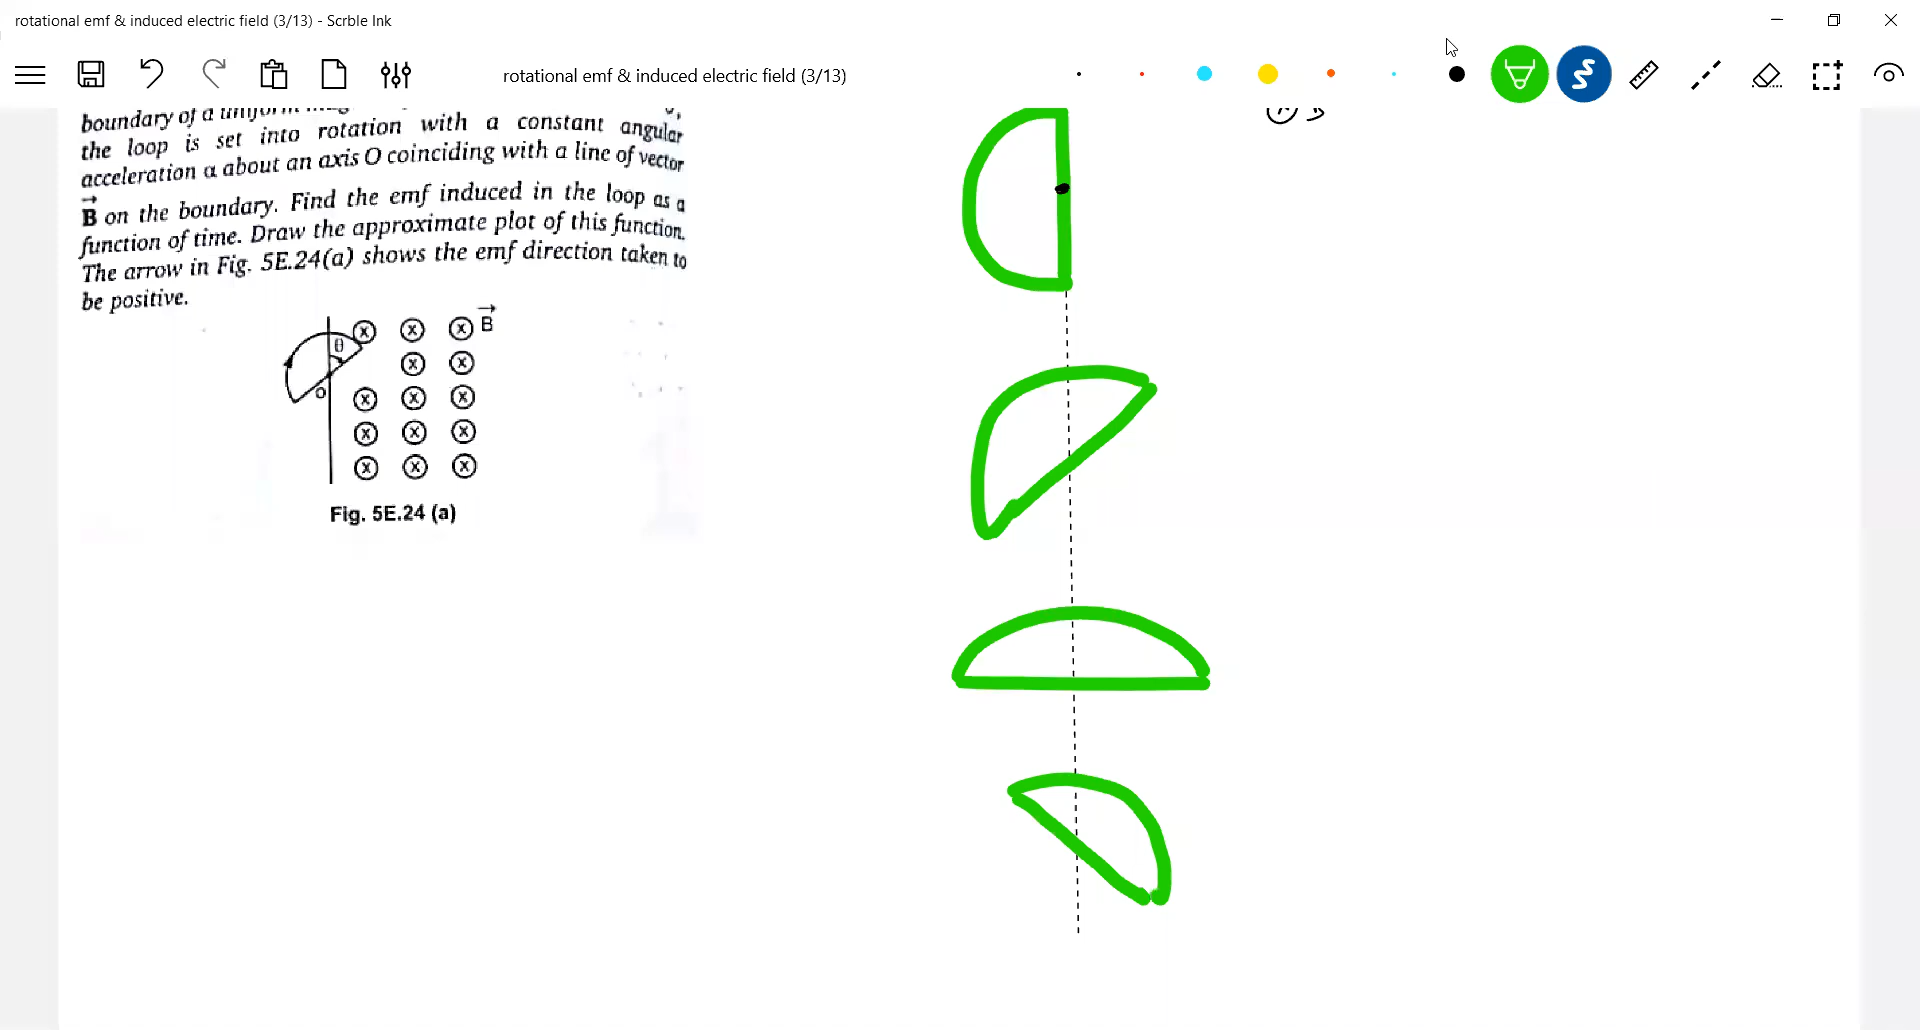 rotational emf & induced electric field (3/13) - Scrble Ink
rotational emf & induced electric field (3/13)
boundary of a uniform
the loop is set into rotation with a constant angular
acceleration α about an axis O coinciding with a line of vector
B⃗ on the boundary. Find the emf induced in the loop as a
function of time. Draw the approximate plot of this function.
The arrow in Fig. 5E.24(a) shows the emf direction taken to
be positive.
B⃗
θ
O
Fig. 5E.24 (a)